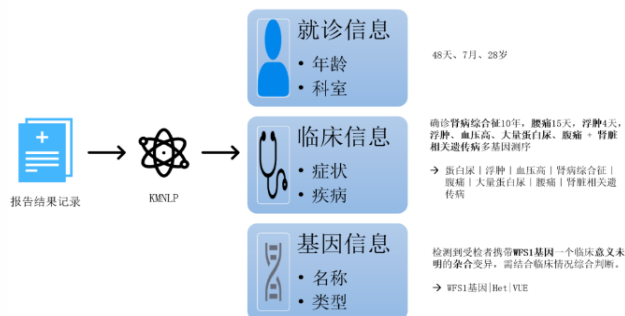 就诊信息
• 年龄
• 科室
48天、7月、28岁
报告结果记录
KMNLP
临床信息
• 症状
• 疾病
确诊肾病综合征10年，腰痛15天，浮肿4天，
浮肿、血压高、大量蛋白尿、腹痛 + 肾脏
相关遗传病多基因测序
→ 蛋白尿|浮肿|血压高|肾病综合征|
腹痛|大量蛋白尿|腰痛|肾脏相关遗
传病
基因信息
• 名称
• 类型
检测到受检者携带WFS1基因一个临床意义未
明的杂合变异，需结合临床情况综合判断。
→ WFS1基因|Het|VUE